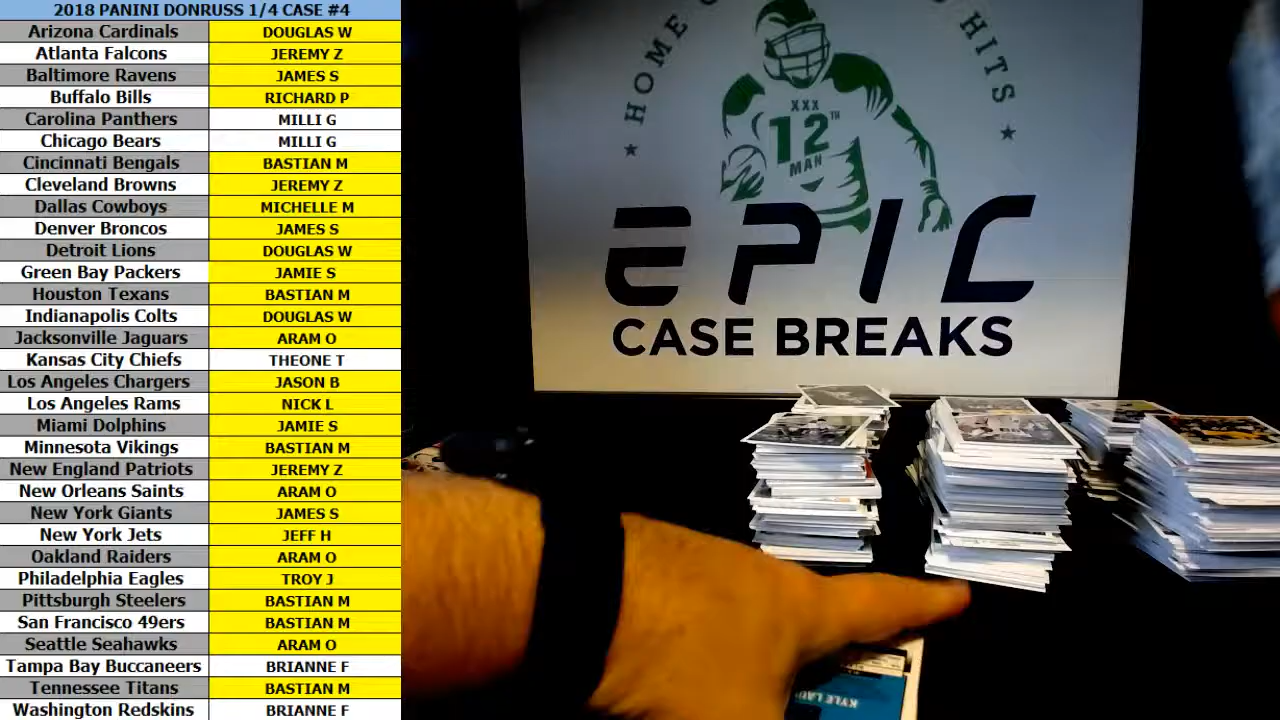 2018 PANINI DONRUSS 1/4 CASE #4
Arizona Cardinals DOUGLAS W
Atlanta Falcons JEREMY Z
Baltimore Ravens JAMES S
Buffalo Bills RICHARD P
Carolina Panthers MILLI G
Chicago Bears MILLI G
Cincinnati Bengals BASTIAN M
Cleveland Browns JEREMY Z
Dallas Cowboys MICHELLE M
Denver Broncos JAMES S
Detroit Lions DOUGLAS W
Green Bay Packers JAMIE S
Houston Texans BASTIAN M
Indianapolis Colts DOUGLAS W
Jacksonville Jaguars ARAM O
Kansas City Chiefs THEONE T
Los Angeles Chargers JASON B
Los Angeles Rams NICK L
Miami Dolphins JAMIE S
Minnesota Vikings BASTIAN M
New England Patriots JEREMY Z
New Orleans Saints ARAM O
New York Giants JAMES S
New York Jets JEFF H
Oakland Raiders ARAM O
Philadelphia Eagles TROY J
Pittsburgh Steelers BASTIAN M
San Francisco 49ers BASTIAN M
Seattle Seahawks ARAM O
Tampa Bay Buccaneers BRIANNE F
Tennessee Titans BASTIAN M
Washington Redskins BRIANNE F
HOME HITS
XXX
12TH
MAN
EPIC
CASE BREAKS
KYLE